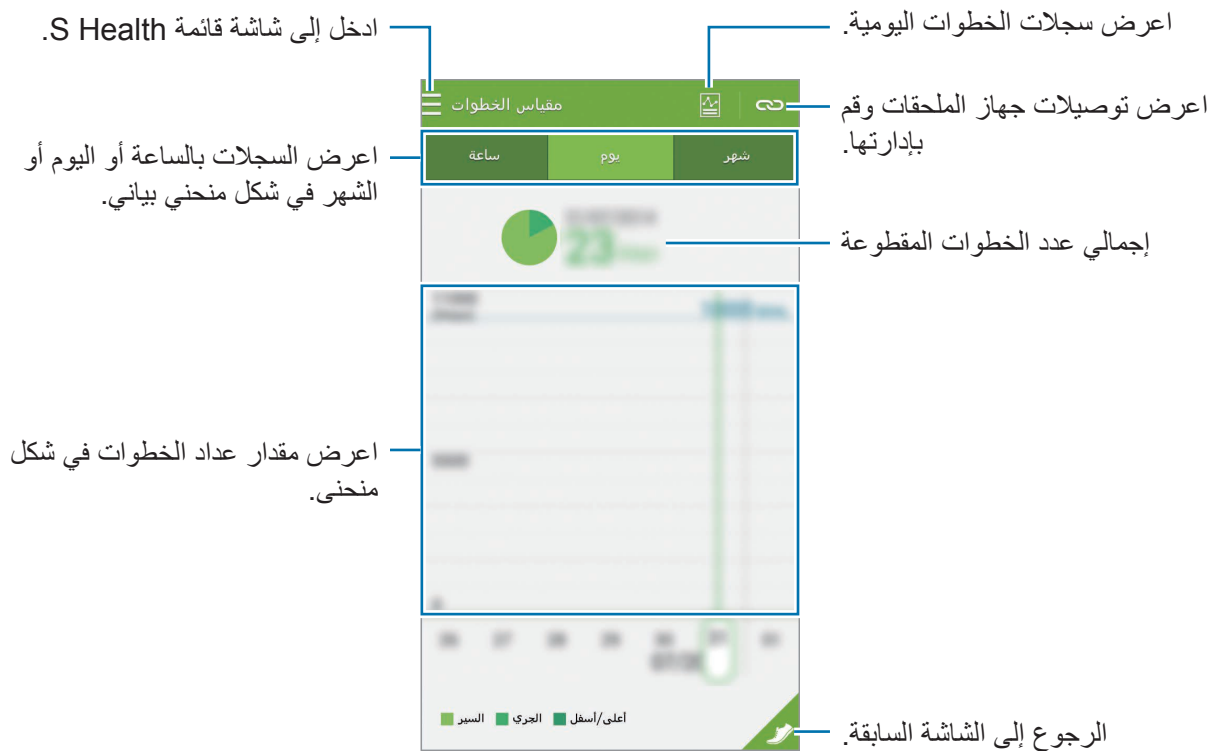 ادخل إلى شاشة قائمة S Health.
اعرض سجلات الخطوات اليومية.
مقياس الخطوات
اعرض توصيلات جهاز الملحقات وقم
بإدارتها.
ساعة
يوم
شهر
اعرض السجلات بالساعة أو اليوم أو
الشهر في شكل منحني بياني.
23
إجمالي عدد الخطوات المقطوعة
اعرض مقدار عداد الخطوات في شكل
منحنى.
السير
الجري
أعلى/أسفل
الرجوع إلى الشاشة السابقة.